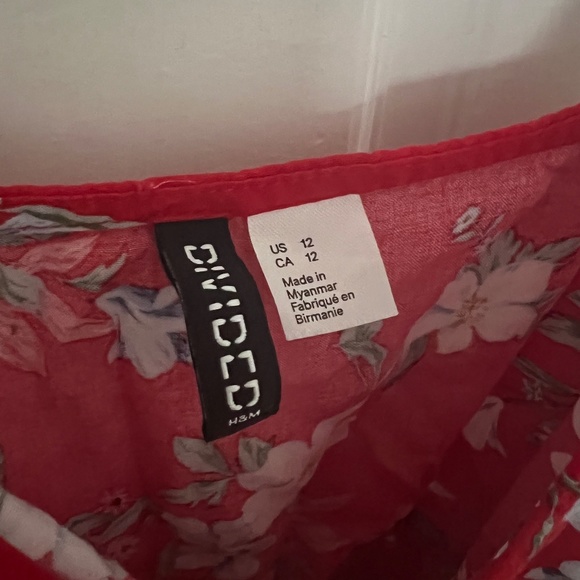 DIVIDED
H&M
US 12
CA 12
Made in
Myanmar
Fabriqué en
Birmanie